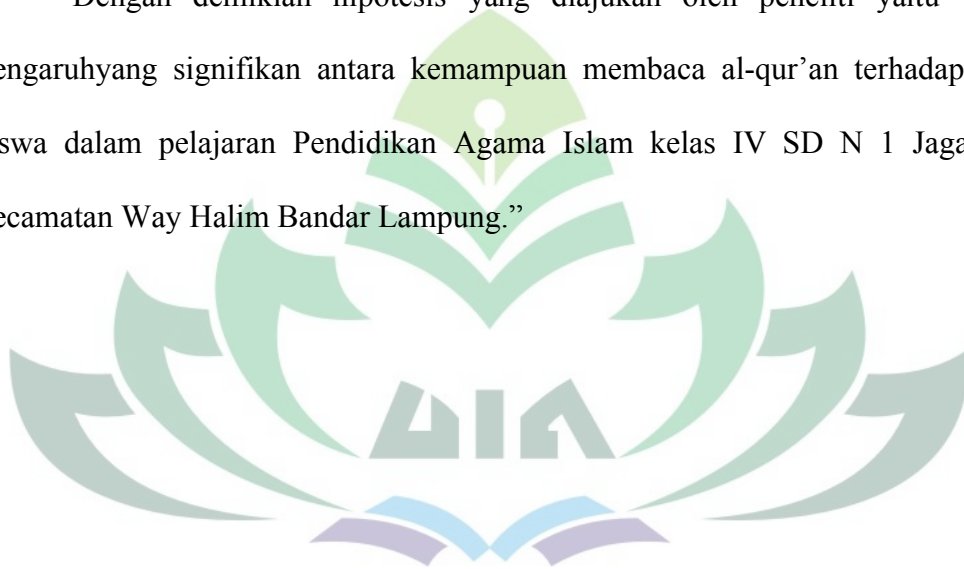 Dengan demikian hipotesis yang diajukan oleh peneliti yaitu
engaruhyang signifikan antara kemampuan membaca al-qur’an terhadap
swa dalam pelajaran Pendidikan Agama Islam kelas IV SD N 1 Jaga
ecamatan Way Halim Bandar Lampung.”
UIN